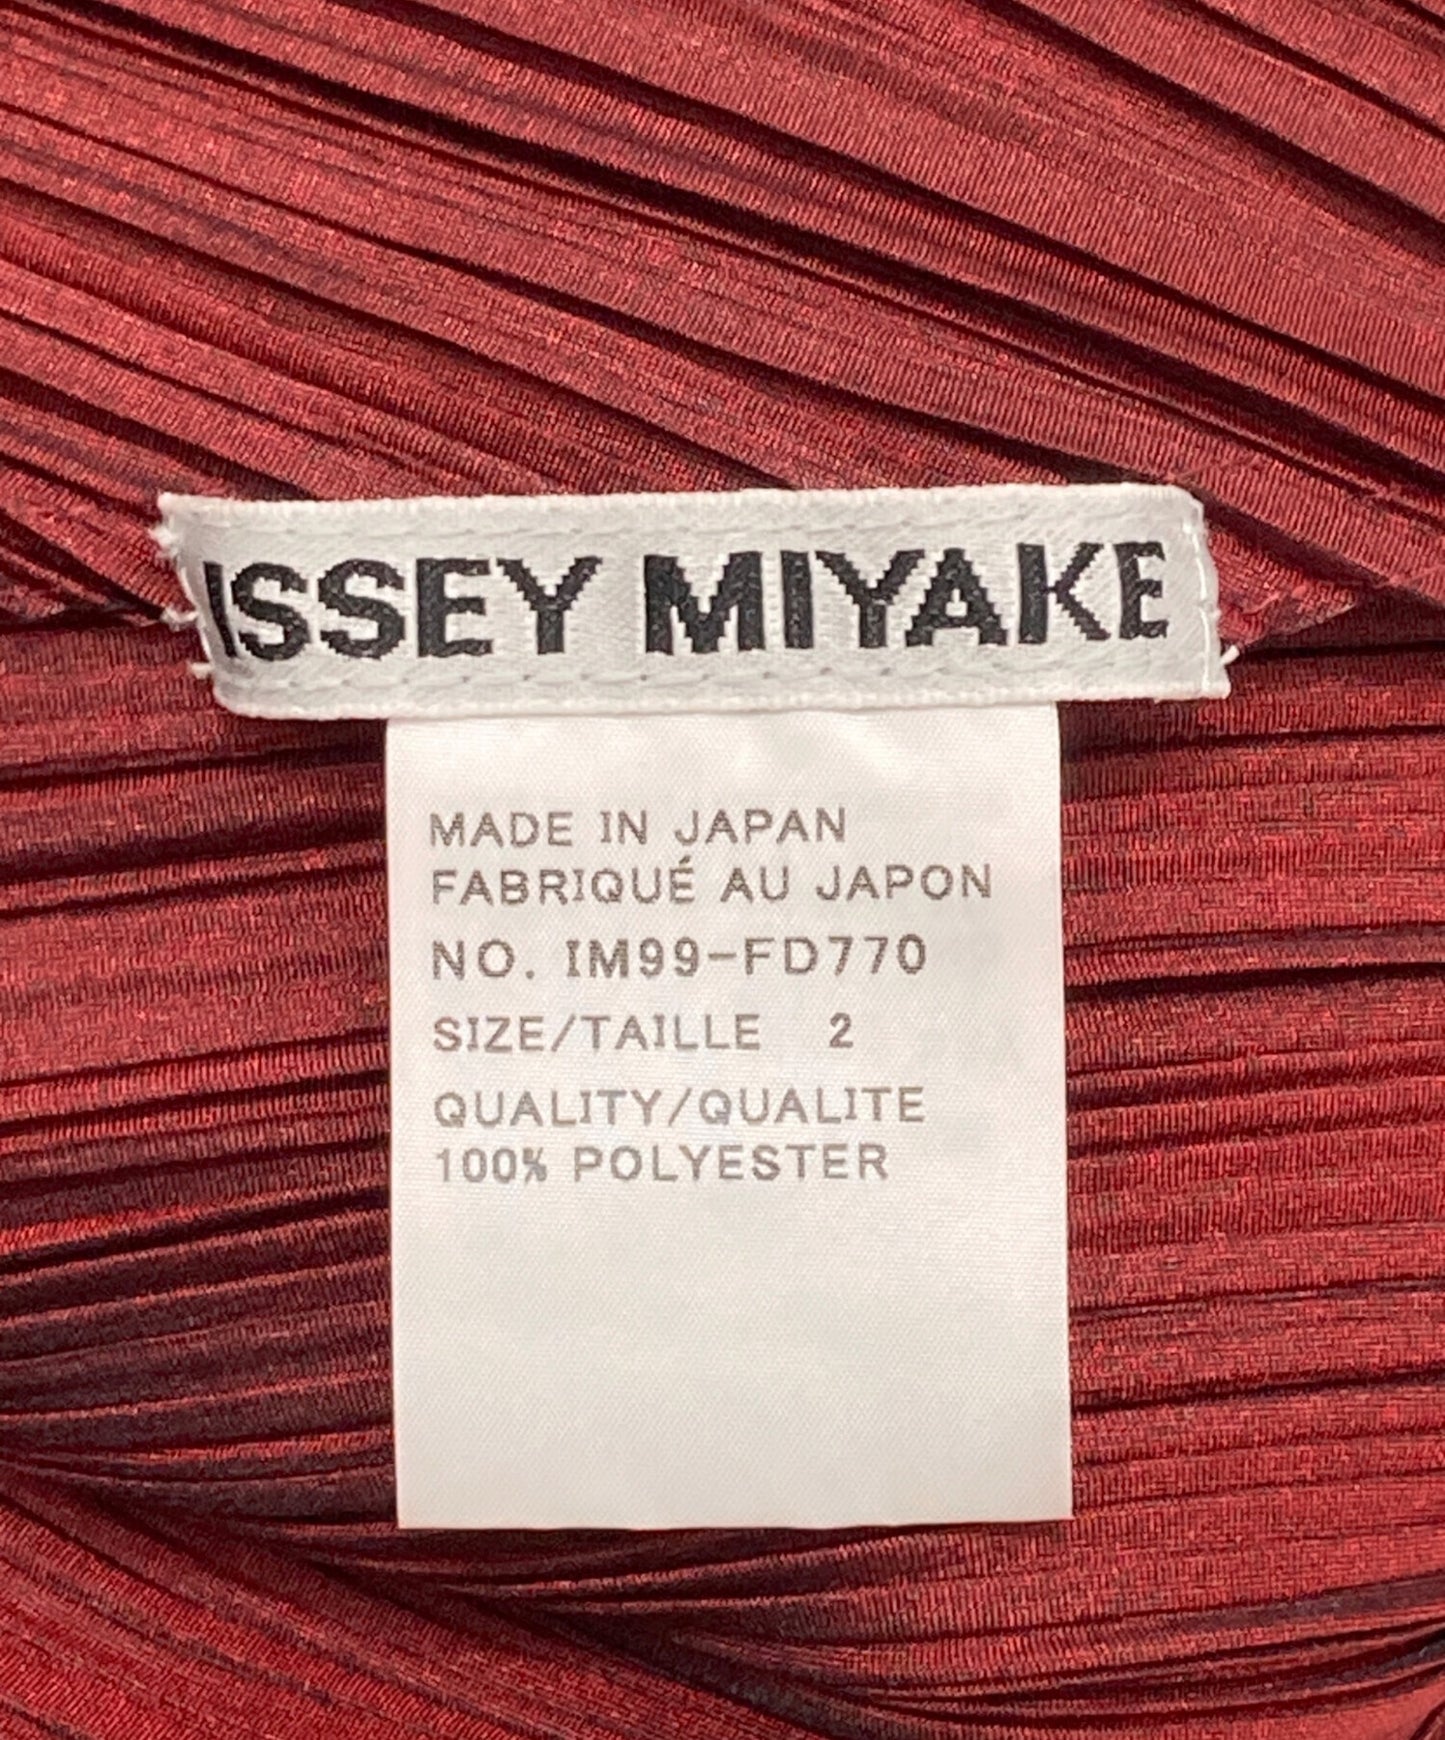 ISSEY MIYAKE
MADE IN JAPAN
FABRIQUÉ AU JAPON
NO. IM99-FD770
SIZE/TAILLE 2
QUALITY/QUALITE
100% POLYESTER